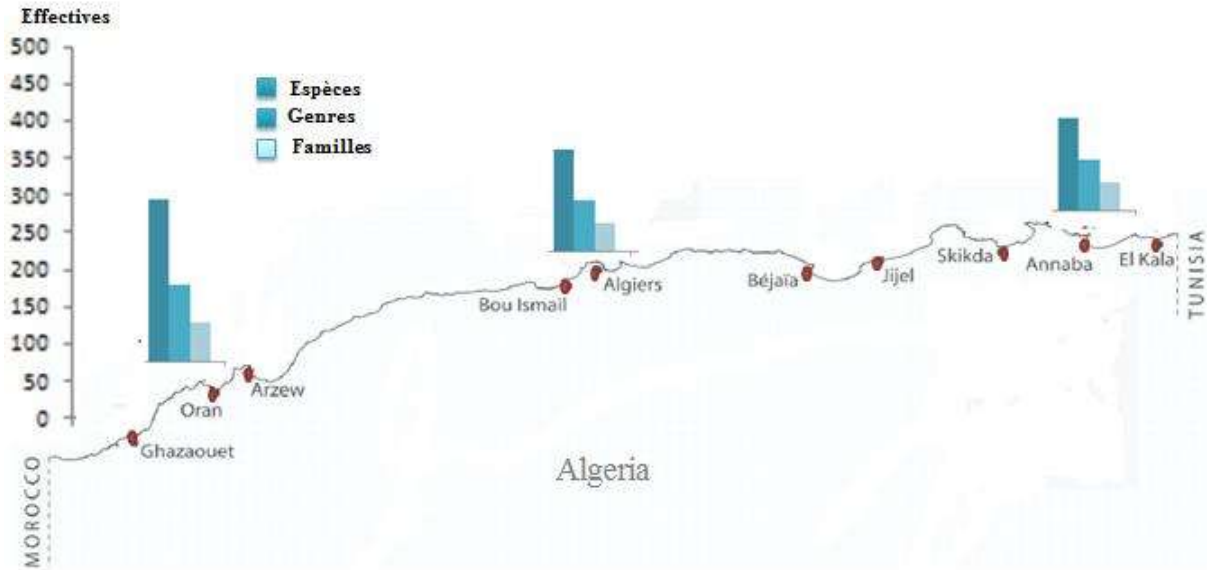 Effectives
500
450
400
350
300
250
200
150
100
50
0
Espèces
Genres
Familles
Ghazaouet
Oran
Arzew
Bou Ismail
Algiers
Béjaïa
Jijel
Skikda
Annaba
El Kala
MOROCCO
Algeria
TUNISIA